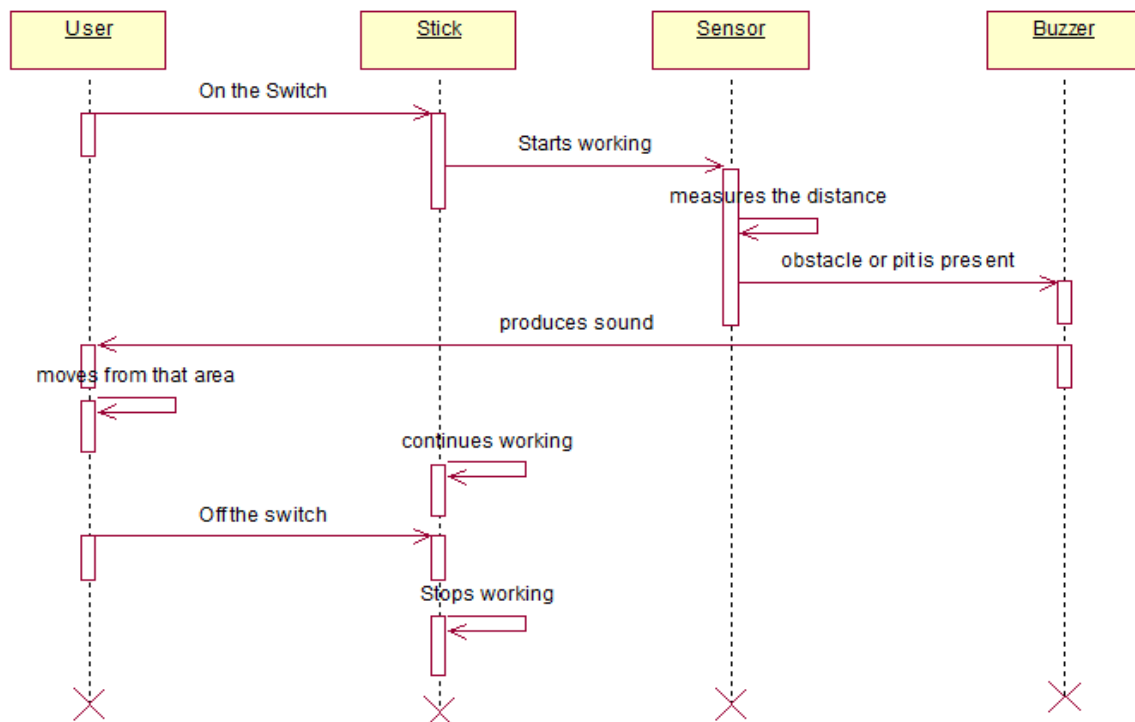 User
Stick
Sensor
Buzzer
On the Switch
Starts working
measures the distance
obstacle or pit is present
produces sound
moves from that area
continues working
Off the switch
Stops working